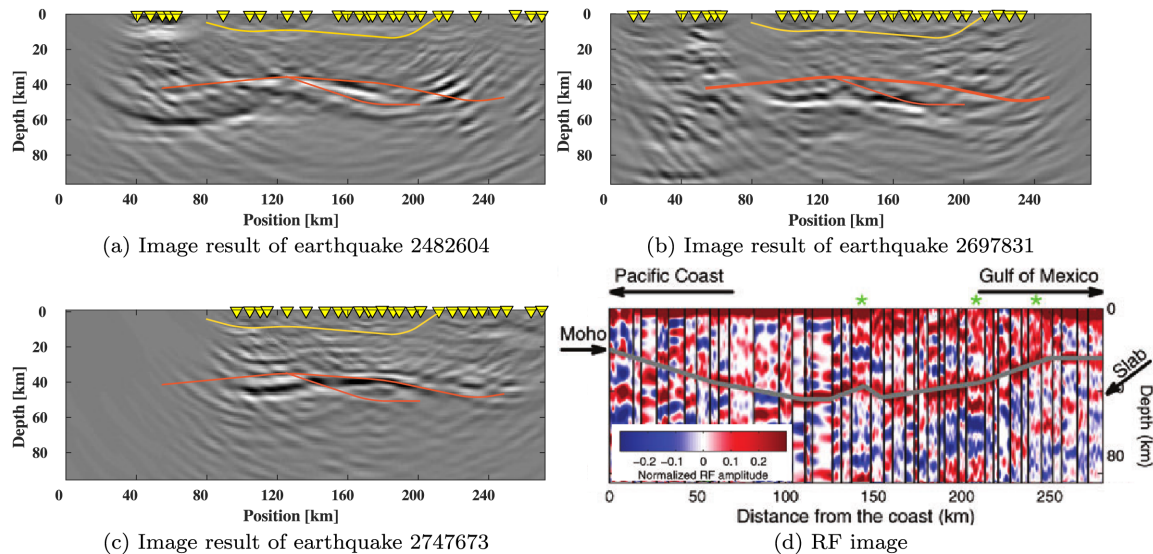 0
20
40
60
80
Depth [km]
0 40 80 120 160 200 240
Position [km]
(a) Image result of earthquake 2482604
0
20
40
60
80
Depth [km]
0 40 80 120 160 200 240
Position [km]
(b) Image result of earthquake 2697831
0
20
40
60
80
Depth [km]
0 40 80 120 160 200 240
Position [km]
(c) Image result of earthquake 2747673
Pacific Coast Gulf of Mexico
* * *
Moho
0
Slab
80
Depth (km)
−0.2 −0.1 0 0.1 0.2
Normalized RF amplitude
0 50 100 150 200 250
Distance from the coast (km)
(d) RF image